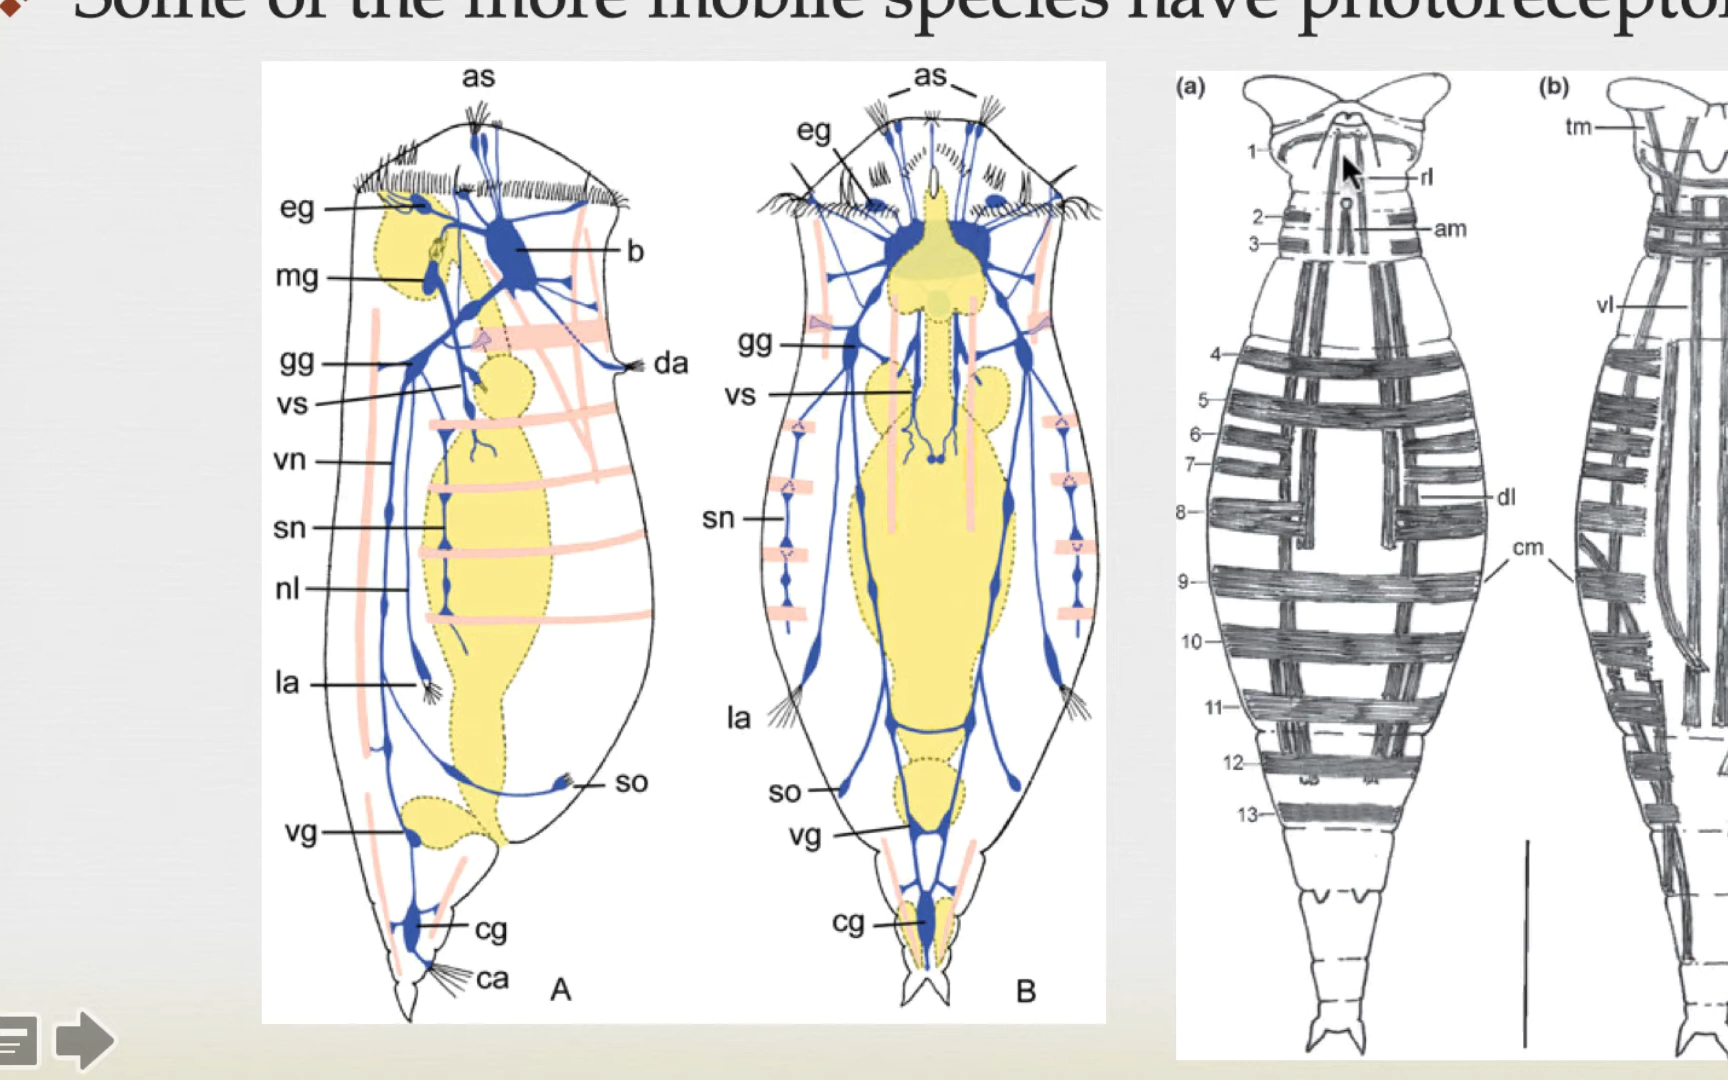 Some of the more mobile species have photoreceptor
as
eg
mg
gg
vs
vn
sn
nl
la
vg
b
da
so
cg
ca
A
as
eg
gg
vs
sn
la
so
vg
cg
B
(a)
1
2
3
4
5
6
7
8
9
10
11
12
13
rl
am
dl
cm
(b)
tm
vl